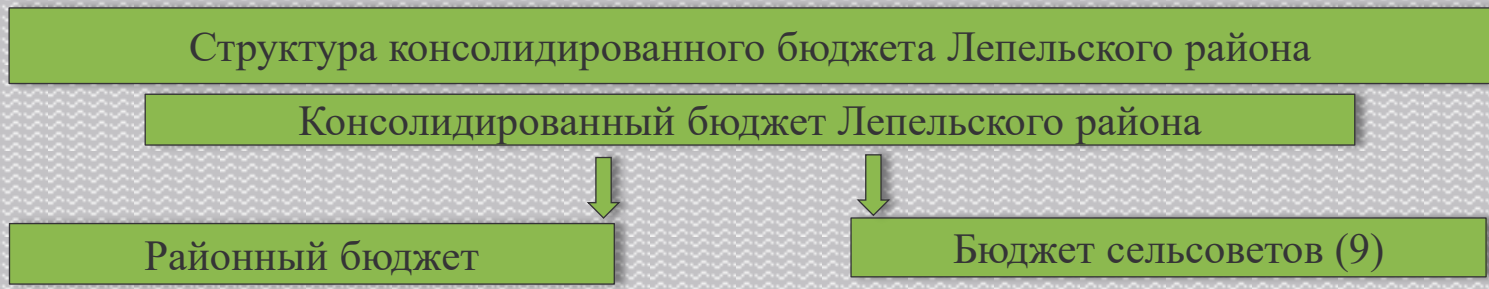 Структура консолидированного бюджета Лепельского района
Консолидированный бюджет Лепельского района
Районный бюджет
Бюджет сельсоветов (9)